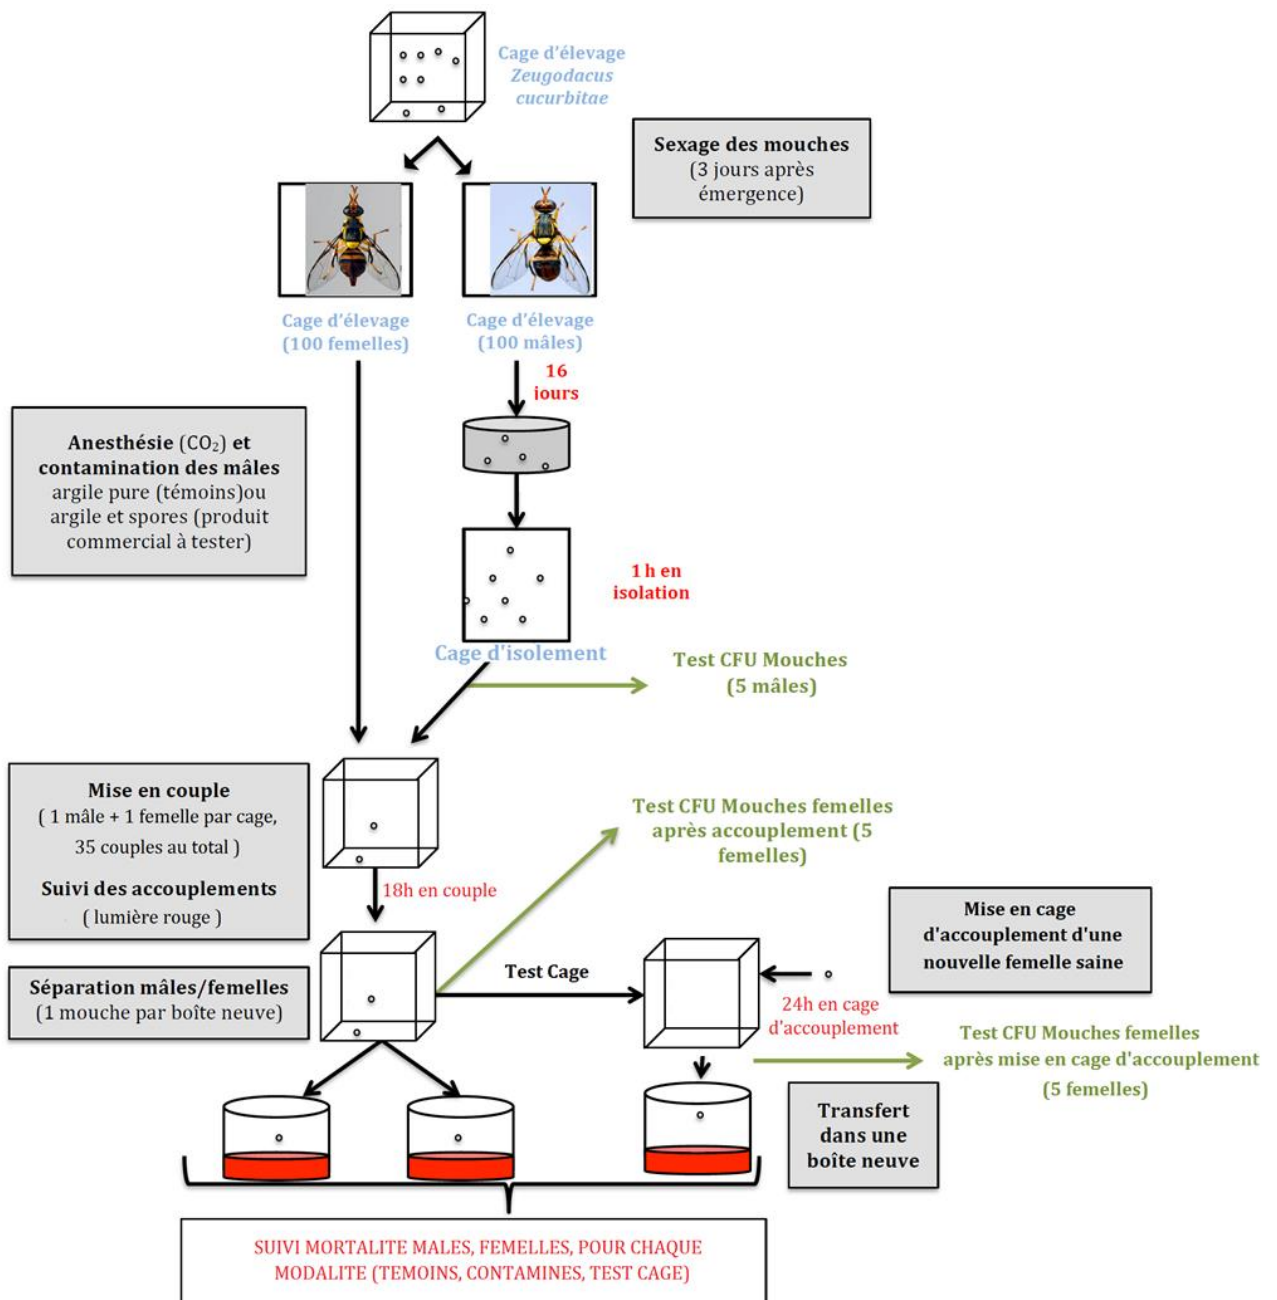 Cage d'élevage
Zeugodacus
cucurbitae
Sexage des mouches
(3 jours après
émergence)
Cage d'élevage
(100 femelles)
Cage d'élevage
(100 mâles)
16
jours
Anesthésie (CO₂) et
contamination des mâles
argile pure (témoins)ou
argile et spores (produit
commercial à tester)
1 h en
isolation
Cage d'isolement
Test CFU Mouches
(5 mâles)
Mise en couple
( 1 mâle + 1 femelle par cage,
35 couples au total )
Suivi des accouplements
( lumière rouge )
Test CFU Mouches femelles
après accouplement (5
femelles)
18h en couple
Mise en cage
d'accouplement d'une
nouvelle femelle saine
Séparation mâles/femelles
(1 mouche par boîte neuve)
Test Cage
24h en cage
d'accouplement
Test CFU Mouches femelles
après mise en cage d'accouplement
(5 femelles)
Transfert
dans une
boîte neuve
SUIVI MORTALITE MALES, FEMELLES, POUR CHAQUE
MODALITE (TEMOINS, CONTAMINES, TEST CAGE)